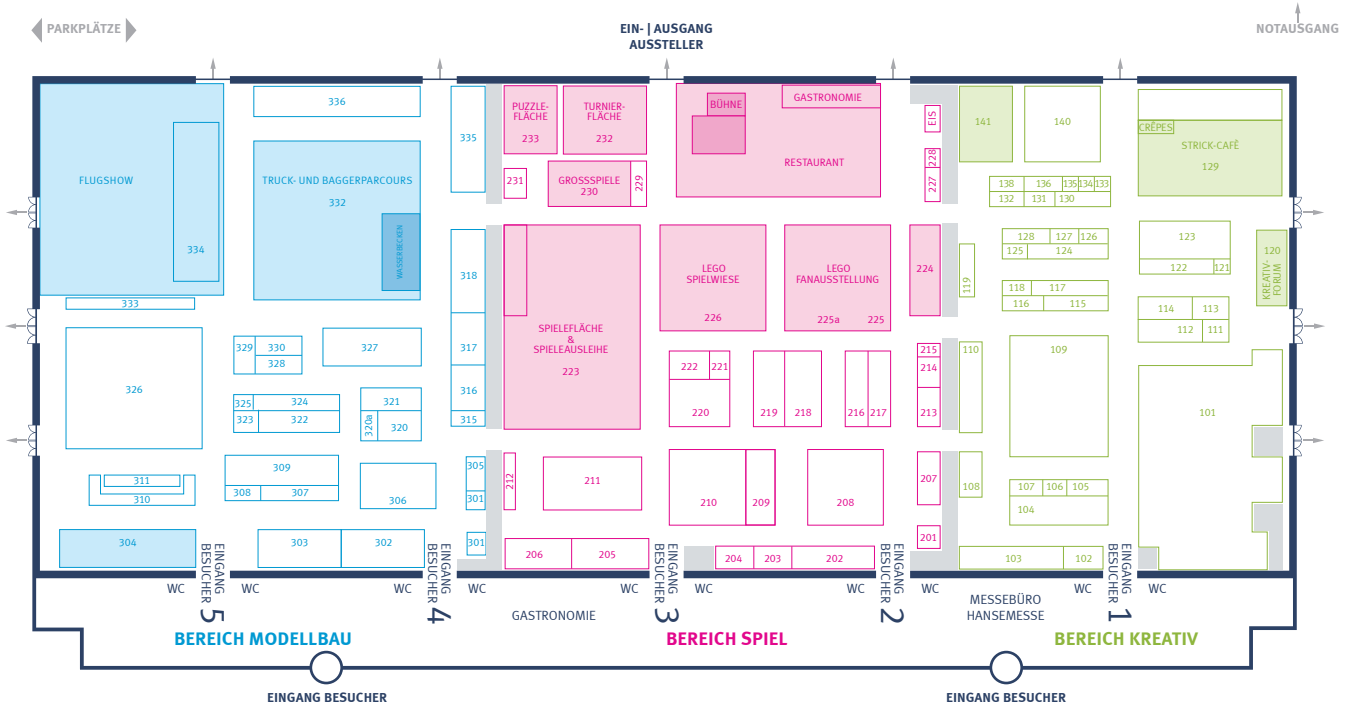 PARKPLÄTZE
EIN- | AUSGANG
AUSSTELLER
NOTAUSGANG
FLUGSHOW
334
333
336
TRUCK- UND BAGGERPARCOURS
332
WASSERBECKEN
335
318
317
316
315
326
329
330
328
327
325
324
323
322
321
320a
320
311
310
309
308
307
306
305
301
301
304
303
302
PUZZLE-
FLÄCHE
233
TURNIER-
FLÄCHE
232
231
GROSSSPIELE
230
229
BÜHNE
GASTRONOMIE
RESTAURANT
EIS
228
227
SPIELEFLÄCHE
&
SPIELEAUSLEIHE
223
LEGO
SPIELWIESE
226
LEGO
FANAUSSTELLUNG
225a
225
224
222
221
220
219
218
216
217
215
214
213
212
211
210
209
208
207
201
206
205
204
203
202
141
140
CRÊPES
STRICK-CAFÉ
129
138
136
135
134
133
132
131
130
128
127
126
125
124
123
122
121
120
KREATIV-
FORUM
119
118
117
116
115
114
113
112
111
110
109
101
108
107
106
105
104
103
102
EINGANG
BESUCHER
5
EINGANG
BESUCHER
4
EINGANG
BESUCHER
3
EINGANG
BESUCHER
2
EINGANG
BESUCHER
1
WC
WC
WC
WC
WC
WC
WC
WC
WC
WC
GASTRONOMIE
MESSEBÜRO
HANSEMESSE
BEREICH MODELLBAU
BEREICH SPIEL
BEREICH KREATIV
EINGANG BESUCHER
EINGANG BESUCHER